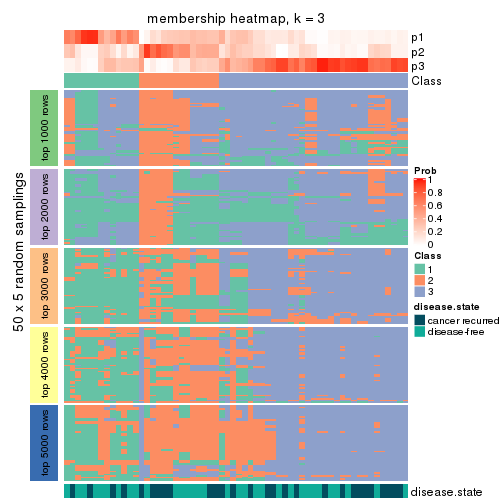 membership heatmap, k = 3
p1
p2
p3
Class
50 x 5 random samplings
top 1000 rows
top 2000 rows
top 3000 rows
top 4000 rows
top 5000 rows
Prob
1
0.8
0.6
0.4
0.2
0
Class
1
2
3
disease.state
cancer recurred
disease-free
disease.state